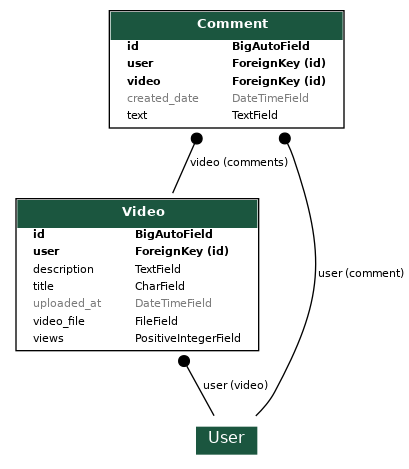 Comment
id BigAutoField
user ForeignKey (id)
video ForeignKey (id)
created_date DateTimeField
text TextField
video (comments)
Video
id BigAutoField
user ForeignKey (id)
description TextField
title CharField
uploaded_at DateTimeField
video_file FileField
views PositiveIntegerField
user (comment)
user (video)
User